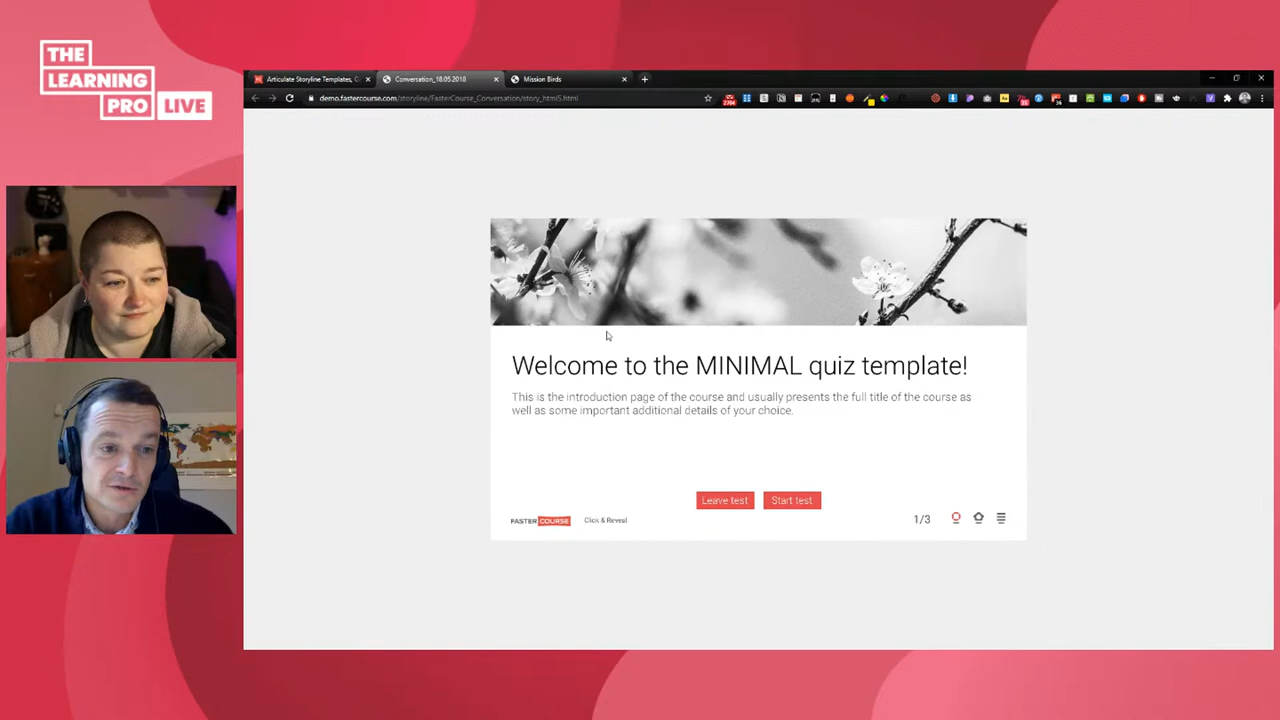 THE
LEARNING
PRO LIVE
Articulate Storyline Templates, C
Conversation_18.05.2018
Mission Birds
demo.fastercourse.com/storyline/FasterCourse_Conversation/story_html5.html
Welcome to the MINIMAL quiz template!
This is the introduction page of the course and usually presents the full title of the course as
well as some important additional details of your choice.
Leave test
Start test
FASTER COURSE
Click & Reveal
1/3